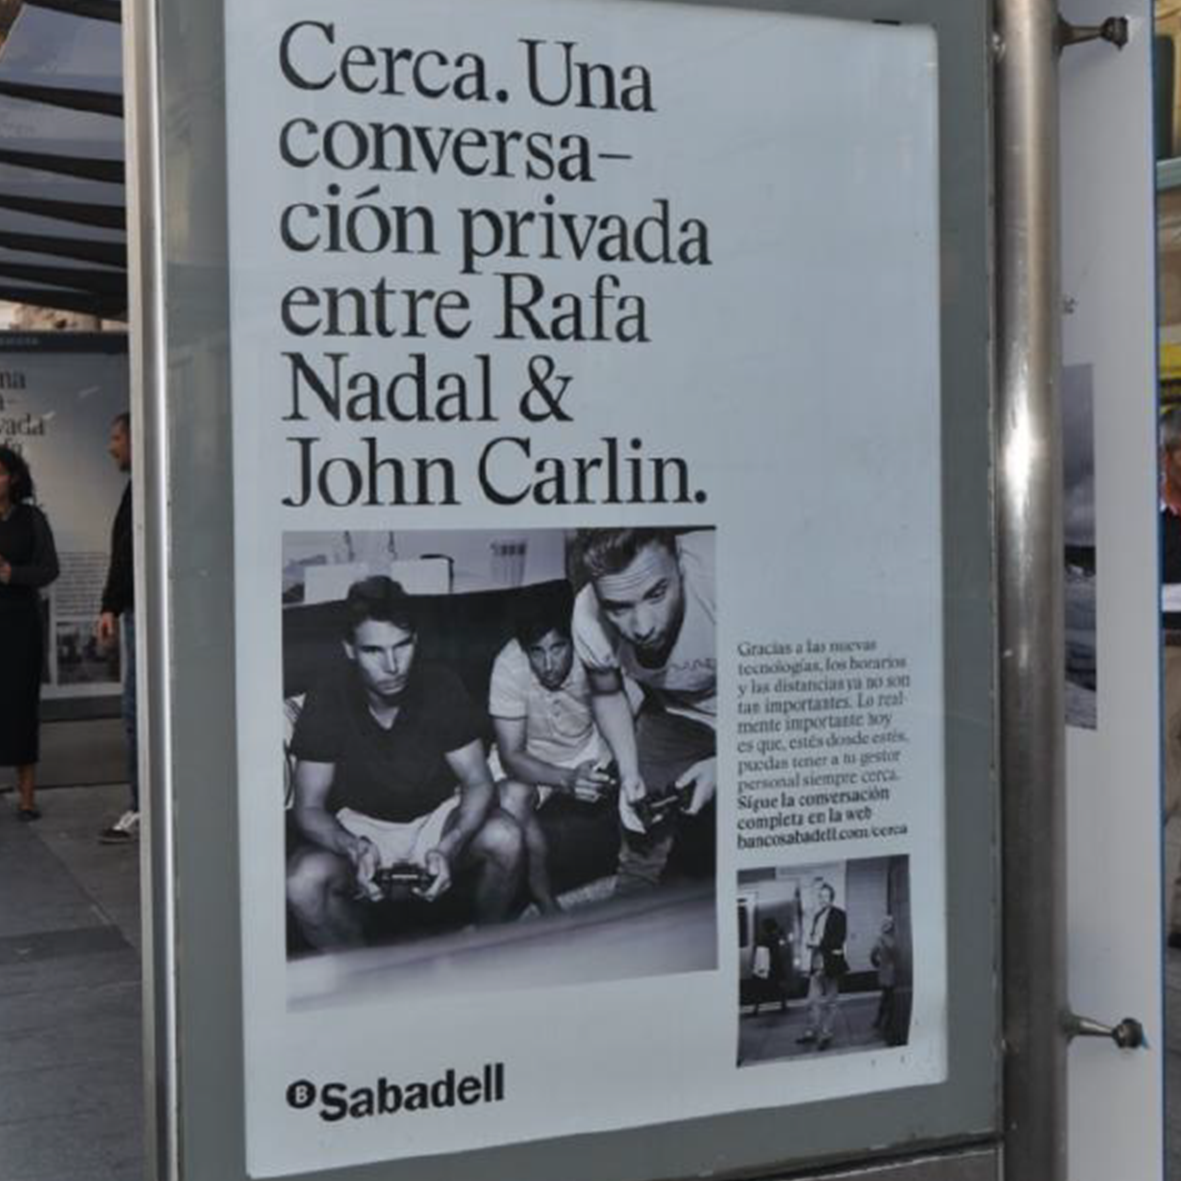 Cerca. Una
conversa–
ción privada
entre Rafa
Nadal &
John Carlin.
Gracias a las nuevas
tecnologías, los horarios
y las distancias ya no son
tan importantes. Lo real-
mente importante hoy
es que, estés donde estés,
puedas tener a tu gestor
personal siempre cerca.
Sigue la conversación
completa en la web
bancosabadell.com/cerca
B Sabadell
na
a–
vada